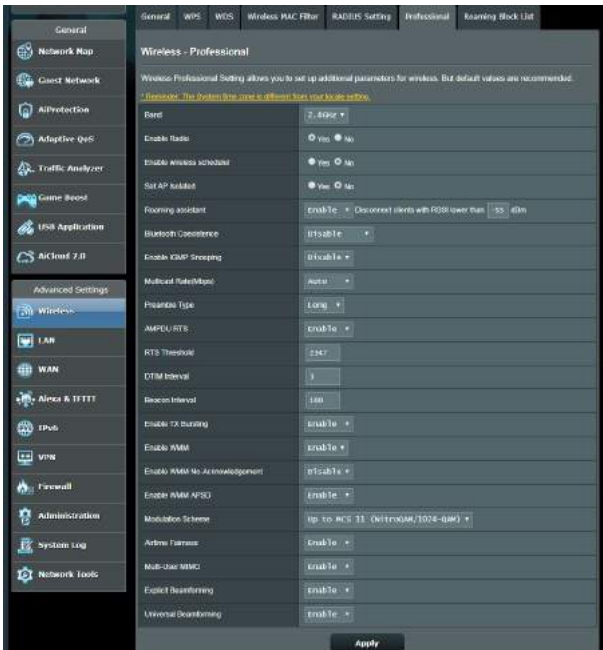 General WPS WDS Wireless MAC Filter RADIUS Setting Professional Roaming Block List
General
Network Map
Guest Network
AiProtection
Adaptive QoS
Traffic Analyzer
Game Boost
USB Application
AiCloud 2.0
Advanced Settings
Wireless
LAN
WAN
Alexa & IFTTT
IPv6
VPN
Firewall
Administration
System Log
Network Tools
Wireless - Professional
Wireless Professional Setting allows you to set up additional parameters for wireless. But default values are recommended.
* Reminder: The System time zone is different from your locale setting.
Band 2.4GHz
Enable Radio Yes No
Enable wireless scheduler Yes No
Set AP Isolated Yes No
Roaming assistant Enable Disconnect clients with RSSI lower than -55 dBm
Bluetooth Coexistence Disable
Enable IGMP Snooping Disable
Multicast Rate(Mbps) Auto
Preamble Type Long
AMPDU RTS Enable
RTS Threshold 2347
DTIM Interval 3
Beacon Interval 100
Enable TX Bursting Enable
Enable WMM Enable
Enable WMM No-Acknowledgement Disable
Enable WMM APSD Enable
Modulation Scheme Up to MCS 11 (NitroQAM/1024-QAM)
Airtime Fairness Enable
Multi-User MIMO Enable
Explicit Beamforming Enable
Universal Beamforming Enable
Apply